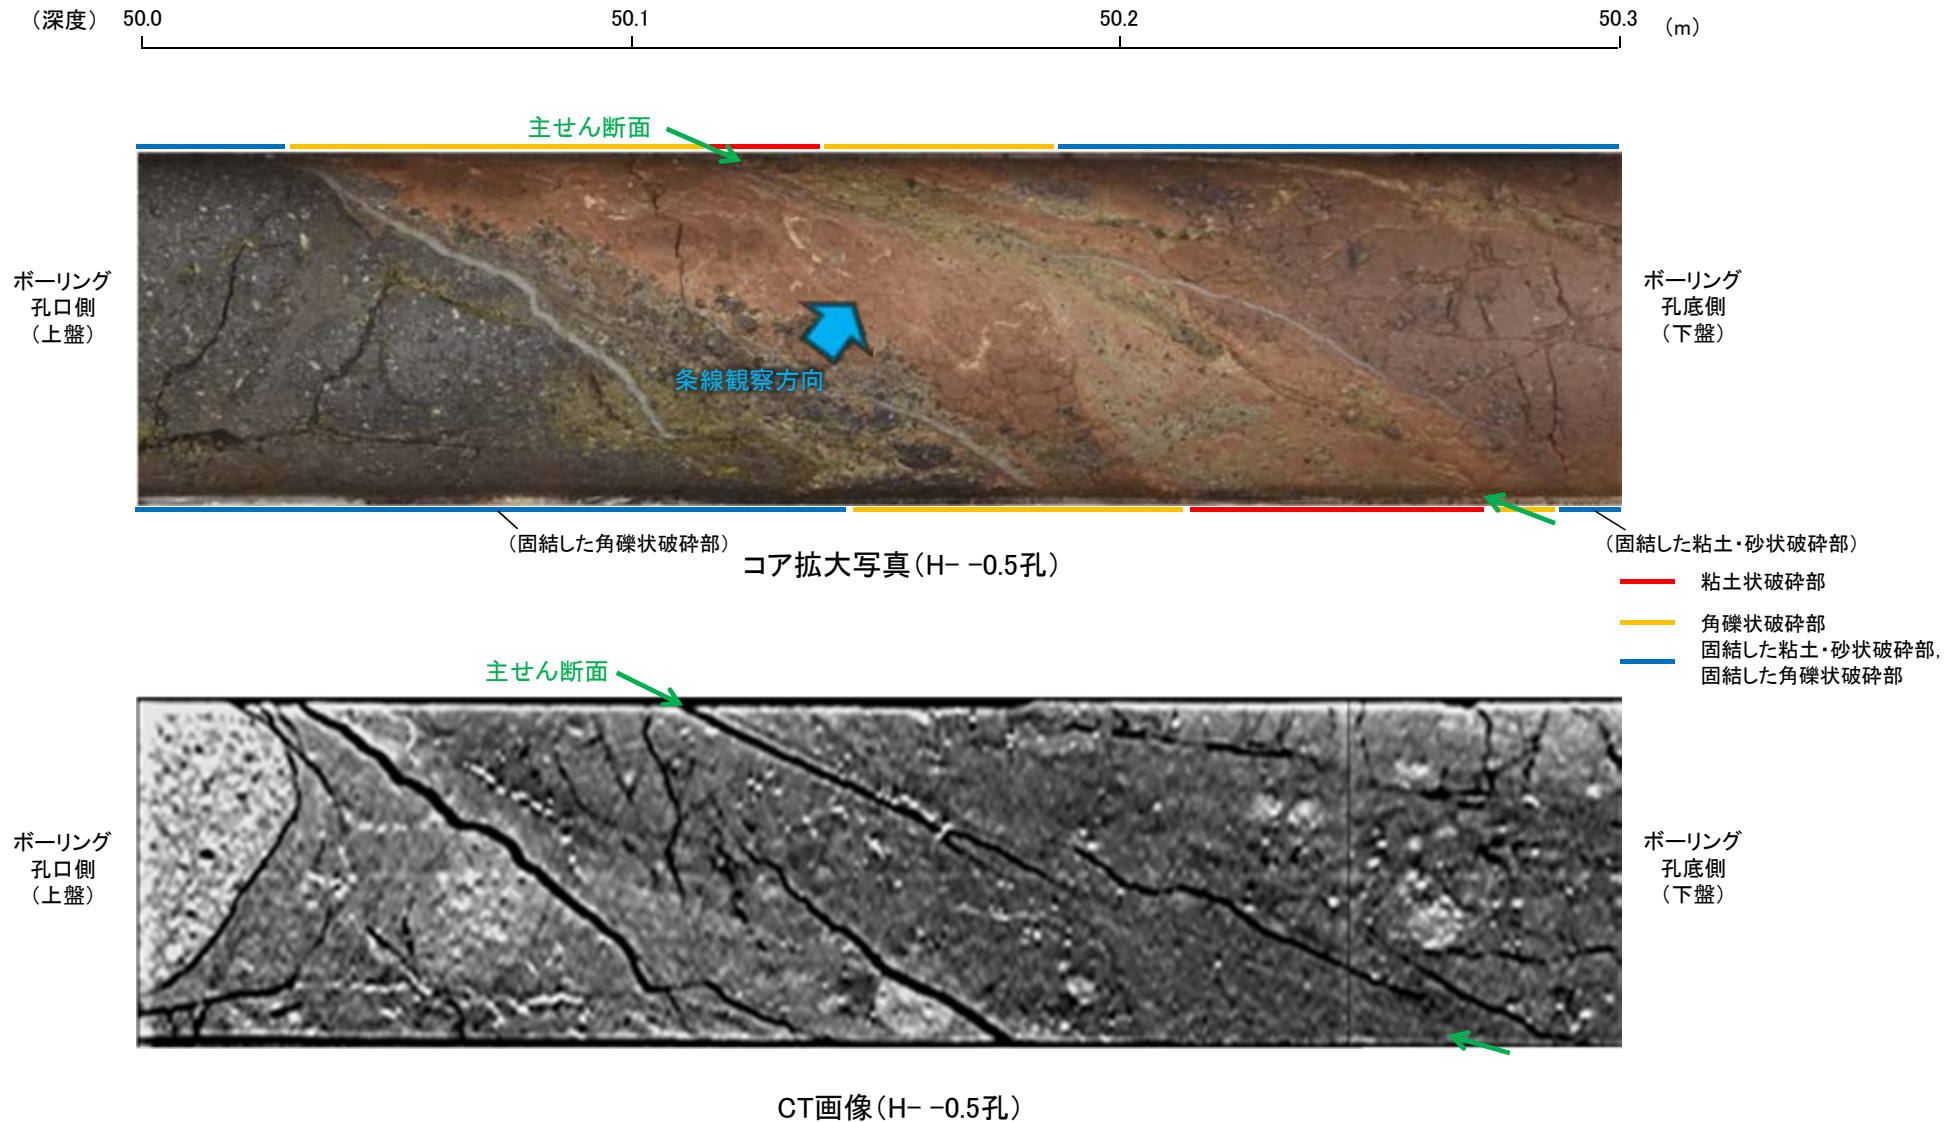 （深度） 50.0 50.1 50.2 50.3 （m）
主せん断面
ボーリング
孔口側
（上盤）
ボーリング
孔底側
（下盤）
条線観察方向
（固結した角礫状破砕部）
（固結した粘土・砂状破砕部）
コア拡大写真（H- -0.5孔）
粘土状破砕部
角礫状破砕部
固結した粘土・砂状破砕部,
固結した角礫状破砕部
主せん断面
ボーリング
孔口側
（上盤）
ボーリング
孔底側
（下盤）
CT画像（H- -0.5孔）